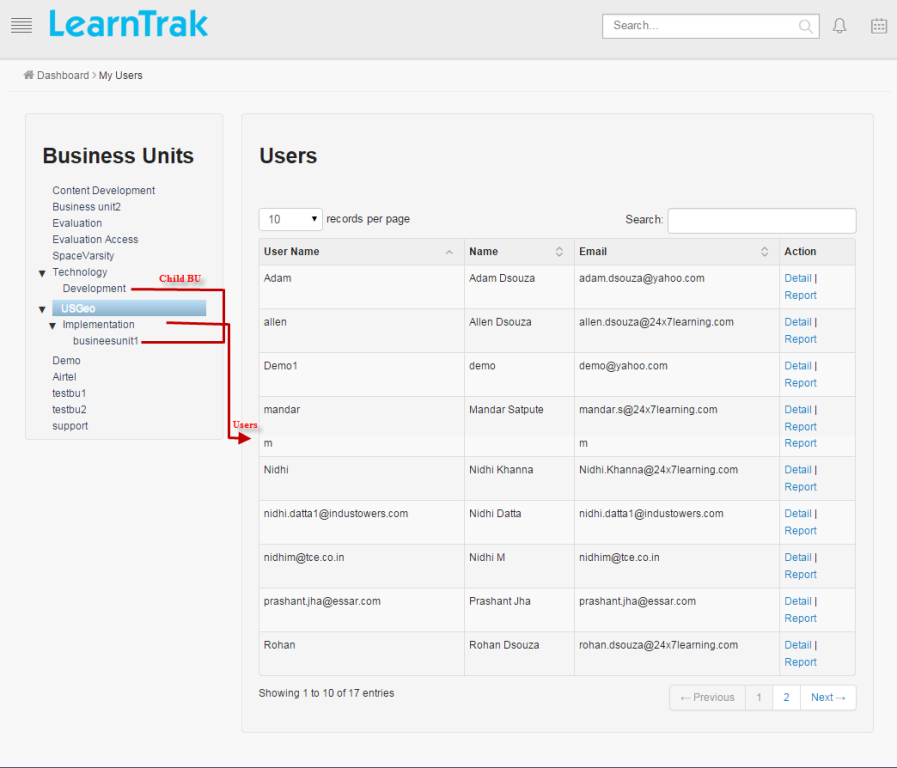 LearnTrak
Search...
Dashboard > My Users
Business Units
Content Development
Business unit2
Evaluation
Evaluation Access
SpaceVarsity
Technology
Development
Child BU
USGeo
Implementation
busineesunit1
Demo
Airtel
testbu1
testbu2
support
Users
Users
10 records per page
Search:
User Name Name Email Action
Adam Adam Dsouza adam.dsouza@yahoo.com Detail |
Report
allen Allen Dsouza allen.dsouza@24x7learning.com Detail |
Report
Demo1 demo demo@yahoo.com Detail |
Report
mandar Mandar Satpute mandar.s@24x7learning.com Detail |
Report
m m Report
Nidhi Nidhi Khanna Nidhi.Khanna@24x7learning.com Detail |
Report
nidhi.datta1@industowers.com Nidhi Datta nidhi.datta1@industowers.com Detail |
Report
nidhim@tce.co.in Nidhi M nidhim@tce.co.in Detail |
Report
prashant.jha@essar.com Prashant Jha prashant.jha@essar.com Detail |
Report
Rohan Rohan Dsouza rohan.dsouza@24x7learning.com Detail |
Report
Showing 1 to 10 of 17 entries
← Previous 1 2 Next →